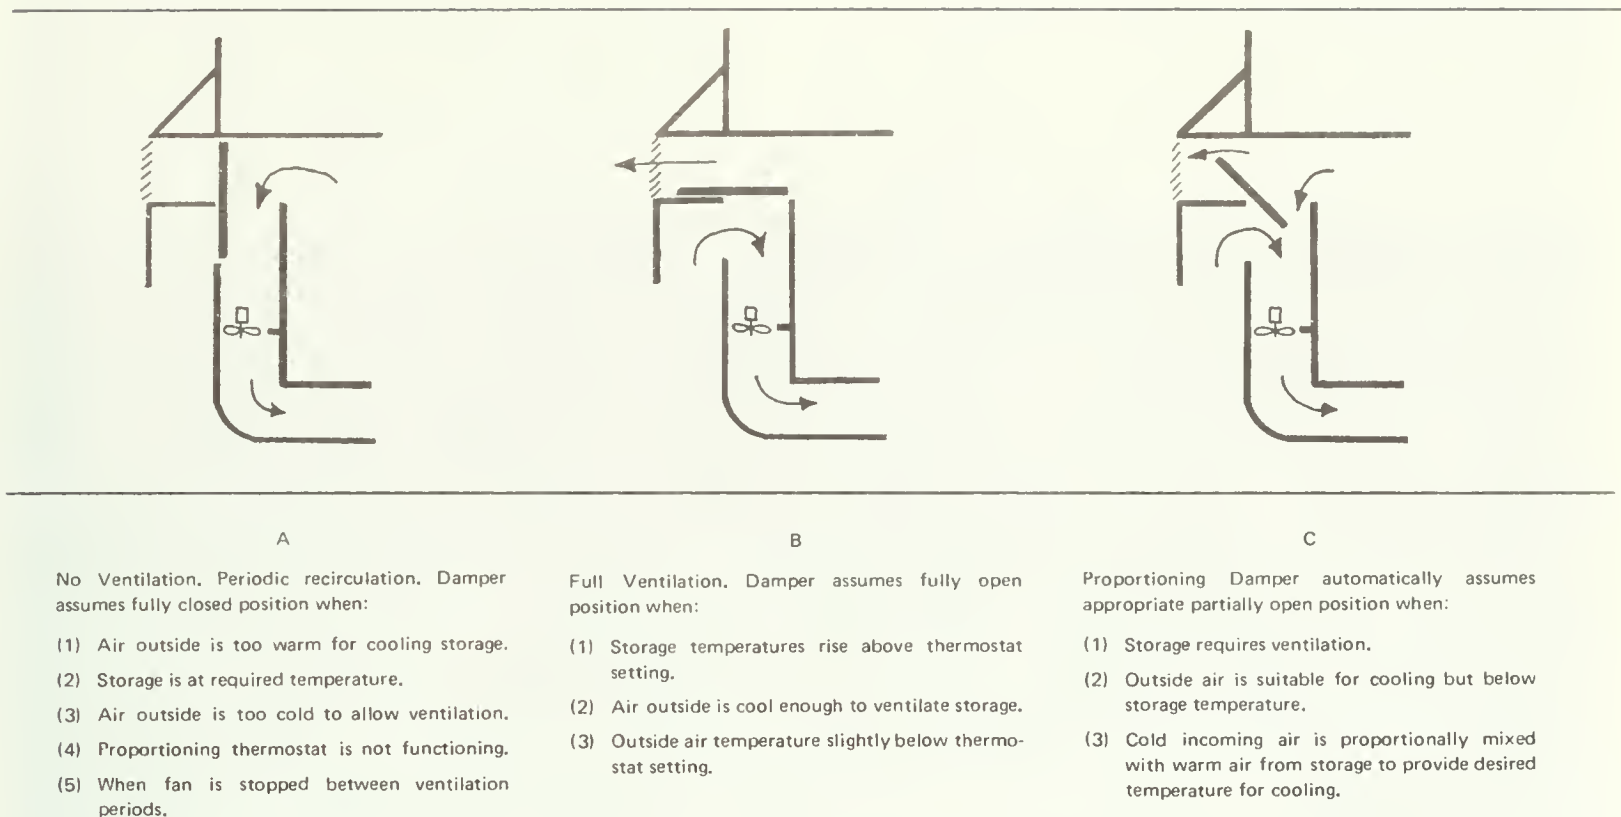 A
No Ventilation. Periodic recirculation. Damper
assumes fully closed position when:
(1) Air outside is too warm for cooling storage.
(2) Storage is at required temperature.
(3) Air outside is too cold to allow ventilation.
(4) Proportioning thermostat is not functioning.
(5) When fan is stopped between ventilation
periods.
B
Full Ventilation. Damper assumes fully open
position when:
(1) Storage temperatures rise above thermostat
setting.
(2) Air outside is cool enough to ventilate storage.
(3) Outside air temperature slightly below thermo-
stat setting.
C
Proportioning Damper automatically assumes
appropriate partially open position when:
(1) Storage requires ventilation.
(2) Outside air is suitable for cooling but below
storage temperature.
(3) Cold incoming air is proportionally mixed
with warm air from storage to provide desired
temperature for cooling.